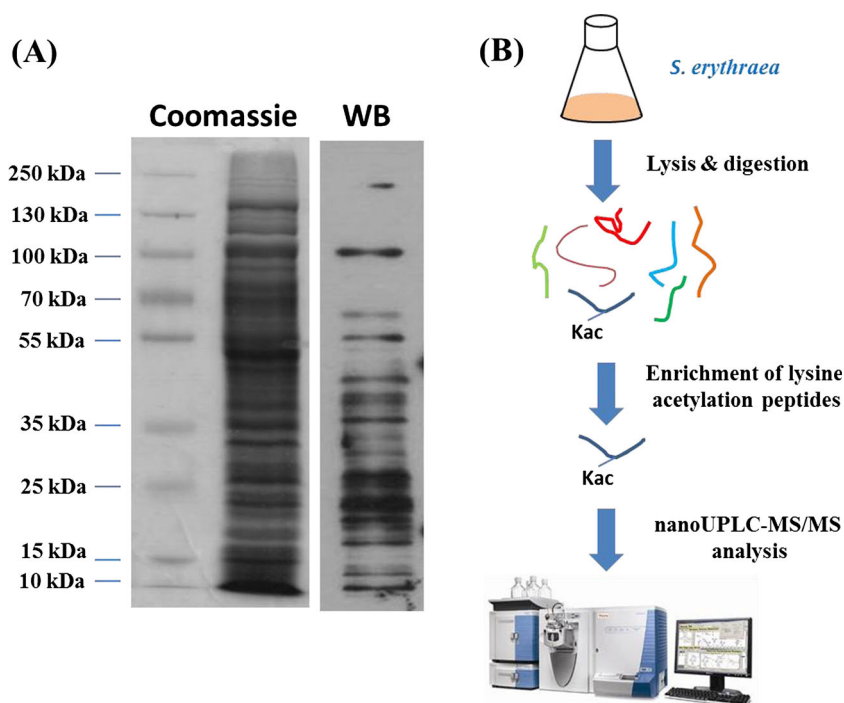 (A)
Coomassie WB
250 kDa
130 kDa
100 kDa
70 kDa
55 kDa
35 kDa
25 kDa
15 kDa
10 kDa
(B)
S. erythraea
Lysis & digestion
Kac
Enrichment of lysine
acetylation peptides
Kac
nanoUPLC-MS/MS
analysis